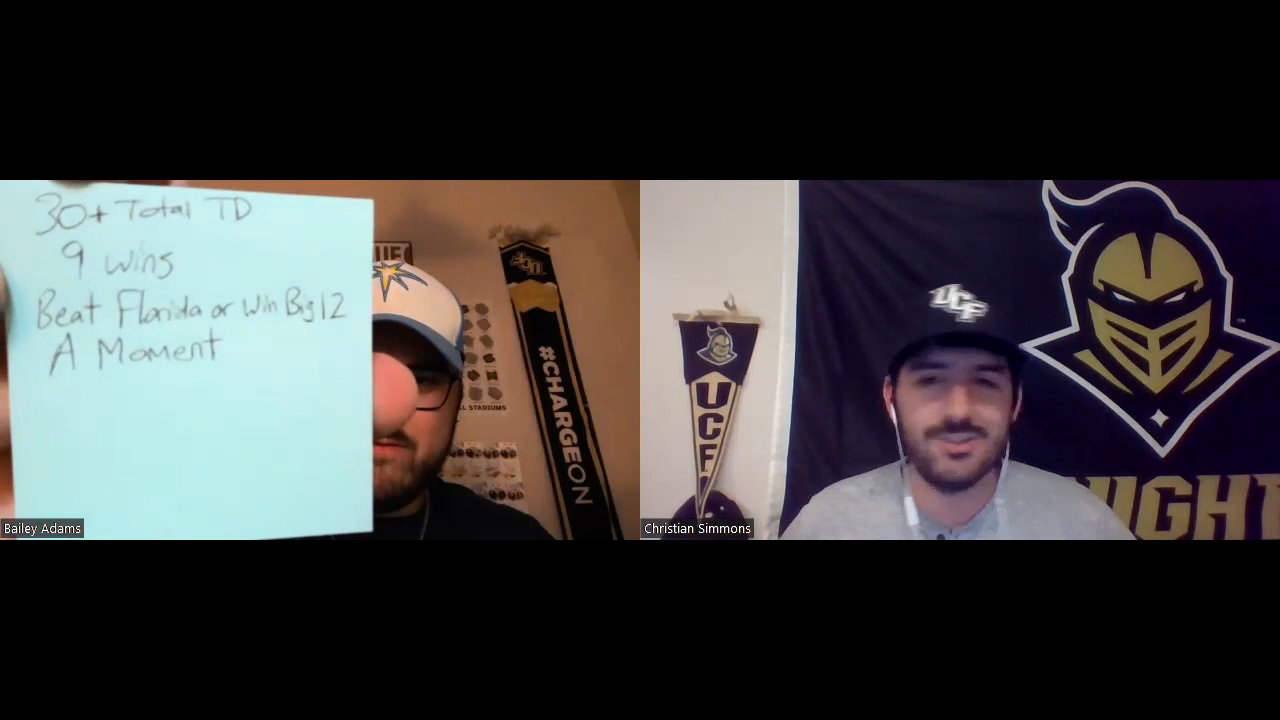 30+ Total TD
9 wins
Beat Florida or Win Big 12
A Moment
UCF
#CHARGEON
STADIUMS
UCF
UCF
Bailey Adams
Christian Simmons